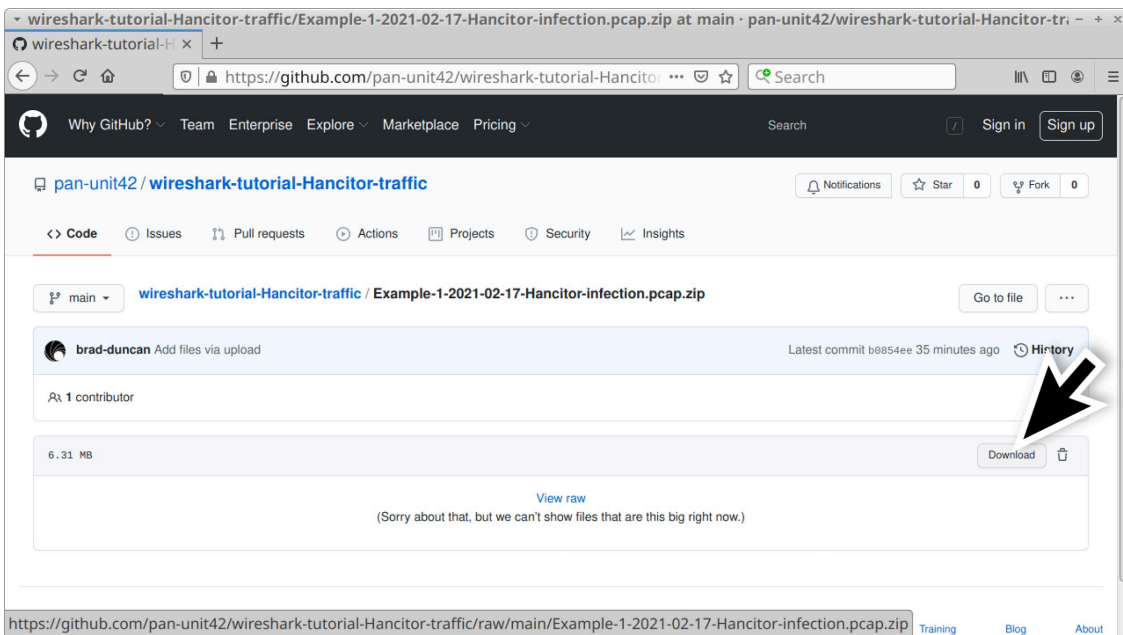 wireshark-tutorial-Hancitor-traffic/Example-1-2021-02-17-Hancitor-infection.pcap.zip at main · pan-unit42/wireshark-tutorial-Hancitor-tr
wireshark-tutorial-H
https://github.com/pan-unit42/wireshark-tutorial-Hancitor
Search
Why GitHub? Team Enterprise Explore Marketplace Pricing Search / Sign in Sign up
pan-unit42 / wireshark-tutorial-Hancitor-traffic Notifications Star 0 Fork 0
Code Issues Pull requests Actions Projects Security Insights
main wireshark-tutorial-Hancitor-traffic / Example-1-2021-02-17-Hancitor-infection.pcap.zip Go to file ...
brad-duncan Add files via upload Latest commit b0854ee 35 minutes ago History
1 contributor
6.31 MB Download
View raw
(Sorry about that, but we can't show files that are this big right now.)
https://github.com/pan-unit42/wireshark-tutorial-Hancitor-traffic/raw/main/Example-1-2021-02-17-Hancitor-infection.pcap.zip Training Blog About